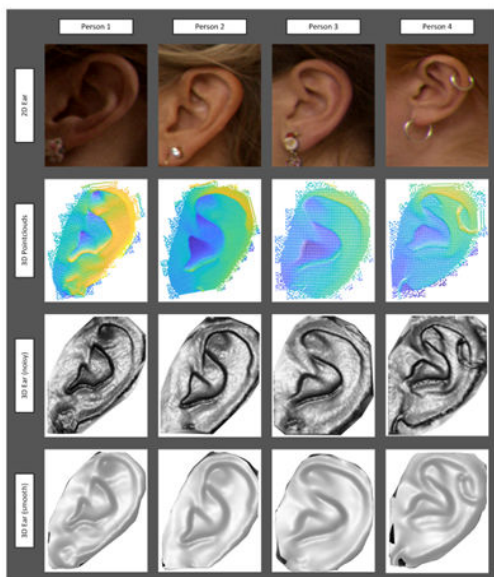 Person 1
Person 2
Person 3
Person 4
2D Ear
3D Pointclouds
3D Ear (noisy)
3D Ear (smooth)